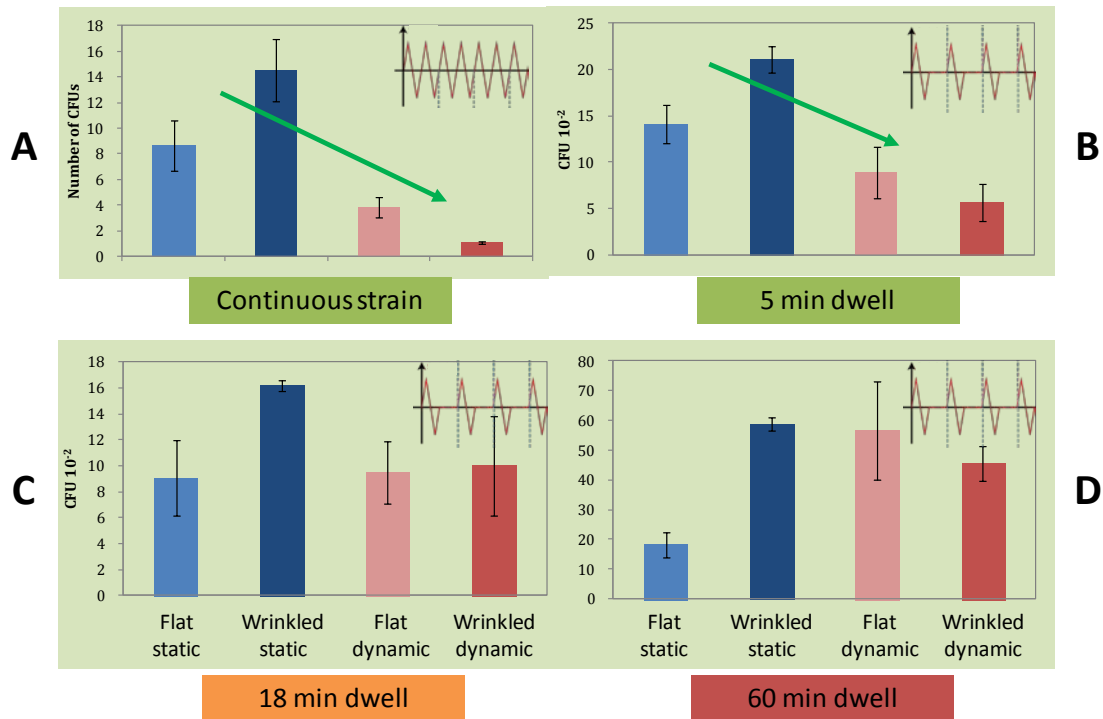 A
Number of CFUs
18
16
14
12
10
8
6
4
2
0
Continuous strain
B
CFU 10-2
25
20
15
10
5
0
5 min dwell
C
CFU 10-2
18
16
14
12
10
8
6
4
2
0
Flat static
Wrinkled static
Flat dynamic
Wrinkled dynamic
18 min dwell
D
80
70
60
50
40
30
20
10
0
Flat static
Wrinkled static
Flat dynamic
Wrinkled dynamic
60 min dwell